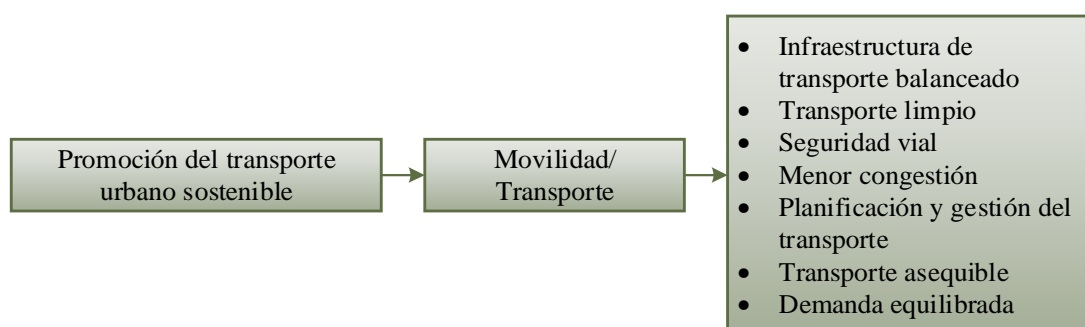 Promoción del transporte
urbano sostenible
Movilidad/
Transporte
• Infraestructura de
transporte balanceado
• Transporte limpio
• Seguridad vial
• Menor congestión
• Planificación y gestión del
transporte
• Transporte asequible
• Demanda equilibrada